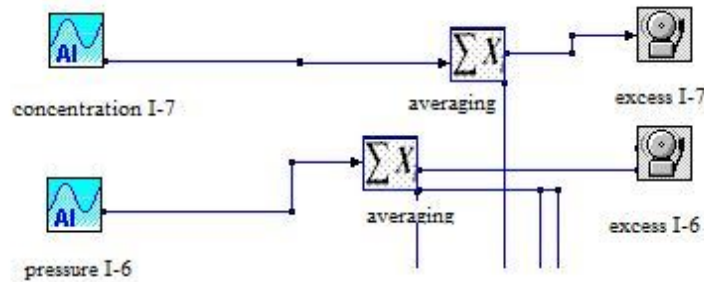 AI
∑X
concentration I-7
averaging
excess I-7
AI
∑X
averaging
excess I-6
pressure I-6